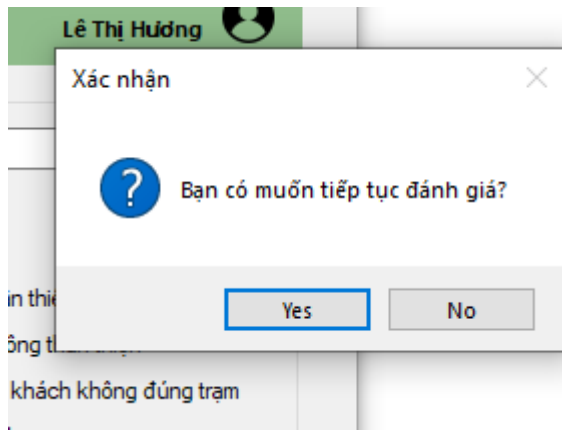 Lê Thị Hương
Xác nhận
Bạn có muốn tiếp tục đánh giá?
Yes
No
khách không đúng trạm